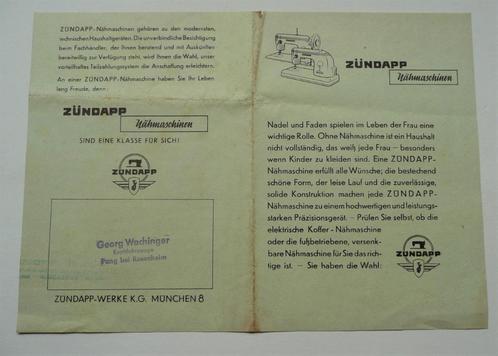 ZÜNDAPP-Nähmaschinen gehören zu den modernsten,
technischen Haushaltgeräten. Die unverbindliche Besichtigung
beim Fachhändler, der Ihnen beratend und mit Auskünften
bereitwillig zur Verfügung steht, wird Ihnen die Wahl, unser
vorteilhaftes Teilzahlungssystem die Anschaffung erleichtern.
An einer ZÜNDAPP-Nähmaschine haben Sie Ihr Leben
lang Freude, denn:
ZÜNDAPP
Nähmaschinen
SIND EINE KLASSE FÜR SICH!
ZÜNDAPP
Georg Wachinger
Kraftfahrzeuge
Pang bei Rosenheim
ZÜNDAPP-WERKE K.G. MÜNCHEN 8
ZÜNDAPP
Nähmaschinen
Nadel und Faden spielen im Leben der Frau eine
wichtige Rolle. Ohne Nähmaschine ist ein Haushalt
nicht vollständig, das weiß jede Frau – besonders
wenn Kinder zu kleiden sind. Eine ZÜNDAPP-
Nähmaschine erfüllt alle Wünsche; die bestechend
schöne Form, der leise Lauf und die zuverlässige,
solide Konstruktion machen jede ZÜNDAPP-
Nähmaschine zu einem hochwertigen und leistungs-
starken Präzisionsgerät. – Prüfen Sie selbst, ob die
elektrische Koffer-Nähmaschine
oder die fußbetriebene, versenk-
bare Nähmaschine für Sie das rich-
tige ist. – Sie haben die Wahl:
ZÜNDAPP